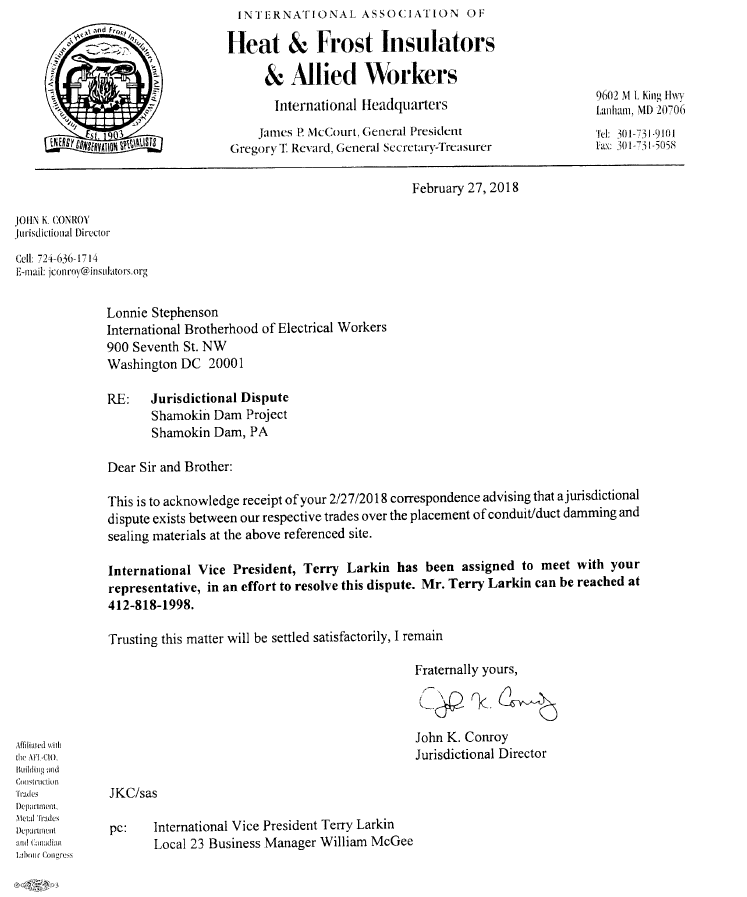 INTERNATIONAL ASSOCIATION OF
Heat & Frost Insulators
& Allied Workers
International Headquarters
James P. McCourt, General President
Gregory T. Revard, General Secretary-Treasurer
9602 M L King Hwy
Lanham, MD 20706
Tel: 301-731-9101
Fax: 301-731-5058
International Association of Heat and Frost Insulators and Allied Workers
Est. 1903
ENERGY CONSERVATION SPECIALISTS
February 27, 2018
JOHN K. CONROY
Jurisdictional Director
Cell: 724-636-1714
E-mail: jconroy@insulators.org
Lonnie Stephenson
International Brotherhood of Electrical Workers
900 Seventh St. NW
Washington DC 20001
RE: Jurisdictional Dispute
Shamokin Dam Project
Shamokin Dam, PA
Dear Sir and Brother:
This is to acknowledge receipt of your 2/27/2018 correspondence advising that a jurisdictional
dispute exists between our respective trades over the placement of conduit/duct damming and
sealing materials at the above referenced site.
International Vice President, Terry Larkin has been assigned to meet with your
representative, in an effort to resolve this dispute. Mr. Terry Larkin can be reached at
412-818-1998.
Trusting this matter will be settled satisfactorily, I remain
Fraternally yours,
John K. Conroy
John K. Conroy
Jurisdictional Director
Affiliated with
the AFL-CIO,
Building and
Construction
Trades
Department,
Metal Trades
Department
and Canadian
Labour Congress
JKC/sas
pc: International Vice President Terry Larkin
Local 23 Business Manager William McGee